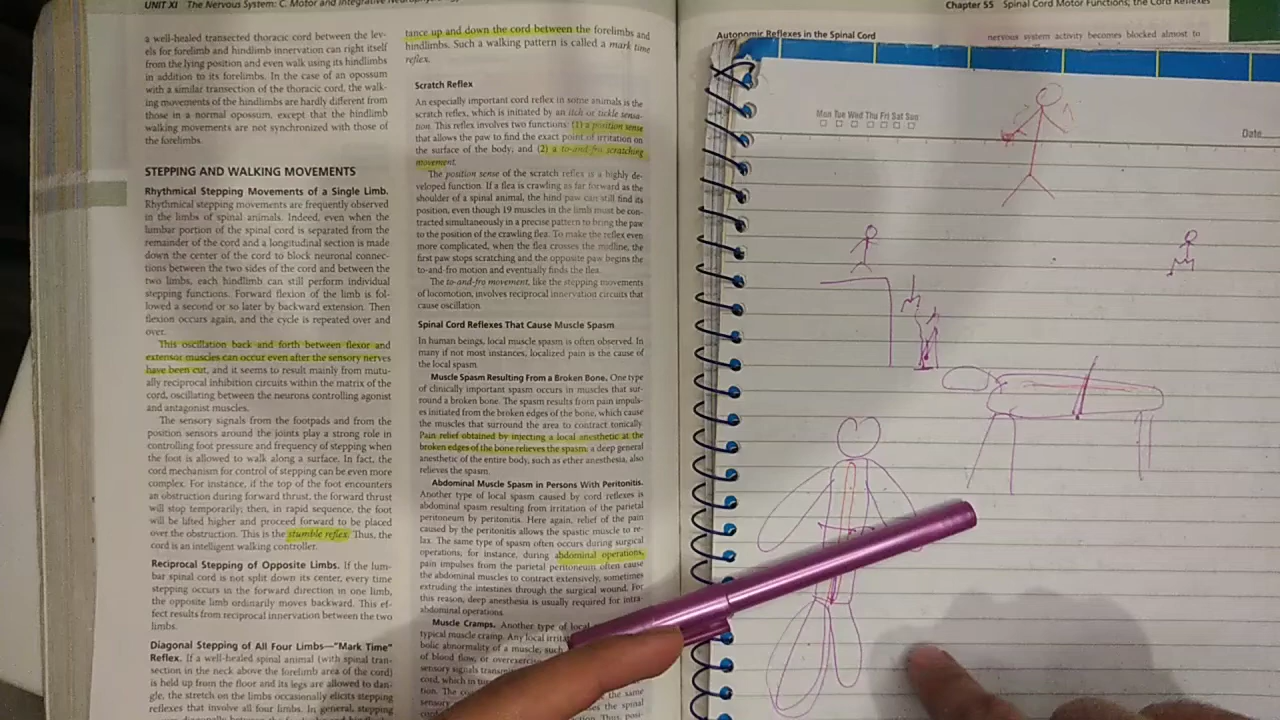 UNIT XI The Nervous System: C. Motor and Integrative
a well-healed transected thoracic cord between the lev-
els for forelimb and hindlimb innervation can right itself
from the lying position and even walk using its hindlimbs
in addition to its forelimbs. In the case of an opossum
with a similar transection of the thoracic cord, the walk-
ing movements of the hindlimbs are hardly different from
those in a normal opossum, except that the hindlimb
walking movements are not synchronized with those of
the forelimbs.
STEPPING AND WALKING MOVEMENTS
Rhythmical Stepping Movements of a Single Limb.
Rhythmical stepping movements are frequently observed
in the limbs of spinal animals. Indeed, even when the
lumbar portion of the spinal cord is separated from the
remainder of the cord and a longitudinal section is made
down the center of the cord to block neuronal connec-
tions between the two sides of the cord and between the
two limbs, each hindlimb can still perform individual
stepping functions. Forward flexion of the limb is fol-
lowed a second or so later by backward extension. Then
flexion occurs again, and the cycle is repeated over and
over.
This oscillation back and forth between flexor and
extensor muscles can occur even after the sensory nerves
have been cut, and it seems to result mainly from mutu-
ally reciprocal inhibition circuits within the matrix of the
cord, oscillating between the neurons controlling agonist
and antagonist muscles.
The sensory signals from the footpads and from the
position sensors around the joints play a strong role in
controlling foot pressure and frequency of stepping when
the foot is allowed to walk along a surface. In fact, the
cord mechanism for control of stepping can be even more
complex. For instance, if the top of the foot encounters
an obstruction during forward thrust, the forward thrust
will stop temporarily; then, in rapid sequence, the foot
will be lifted higher and proceed forward to be placed
over the obstruction. This is the stumble reflex. Thus, the
cord is an intelligent walking controller.
Reciprocal Stepping of Opposite Limbs. If the lum-
bar spinal cord is not split down its center, every time
stepping occurs in the forward direction in one limb,
the opposite limb ordinarily moves backward. This ef-
fect results from reciprocal innervation between the two
limbs.
Diagonal Stepping of All Four Limbs—"Mark Time"
Reflex. If a well-healed spinal animal (with spinal tran-
section in the neck above the forelimb area of the cord)
is held up from the floor and its legs are allowed to dan-
gle, the stretch on the limbs occasionally elicits stepping
reflexes that involve all four limbs. In general, stepping
tance up and down the cord between the forelimbs and
hindlimbs. Such a walking pattern is called a mark time
reflex.
Scratch Reflex
An especially important cord reflex in some animals is the
scratch reflex, which is initiated by an itch or tickle sensa-
tion. This reflex involves two functions: (1) a position sense
that allows the paw to find the exact point of irritation on
the surface of the body; and (2) a to-and-fro scratching
movement.
The position sense of the scratch reflex is a highly de-
veloped function. If a flea is crawling as far forward as the
shoulder of a spinal animal, the hind paw can still find its
position, even though 19 muscles in the limb must be con-
tracted simultaneously in a precise pattern to bring the paw
to the position of the crawling flea. To make the reflex even
more complicated, when the flea crosses the midline, the
first paw stops scratching and the opposite paw begins the
to-and-fro motion and eventually finds the flea.
The to-and-fro movement, like the stepping movements
of locomotion, involves reciprocal innervation circuits that
cause oscillation.
Spinal Cord Reflexes That Cause Muscle Spasm
In human beings, local muscle spasm is often observed. In
many if not most instances, localized pain is the cause of
the local spasm.
Muscle Spasm Resulting From a Broken Bone. One type
of clinically important spasm occurs in muscles that sur-
round a broken bone. The spasm results from pain impuls-
es initiated from the broken edges of the bone, which cause
the muscles that surround the area to contract tonically.
Pain relief obtained by injecting a local anesthetic at the
broken edges of the bone relieves the spasm; a deep general
anesthetic of the entire body, such as ether anesthesia, also
relieves the spasm.
Abdominal Muscle Spasm in Persons With Peritonitis.
Another type of local spasm caused by cord reflexes is
abdominal spasm resulting from irritation of the parietal
peritoneum by peritonitis. Here again, relief of the pain
caused by the peritonitis allows the spastic muscle to re-
lax. The same type of spasm often occurs during surgical
operations; for instance, during abdominal operations,
pain impulses from the parietal peritoneum often cause
the abdominal muscles to contract extensively, sometimes
extruding the intestines through the surgical wound. For
this reason, deep anesthesia is usually required for intra-
abdominal operations.
Muscle Cramps. Another type of local
typical muscle cramp. Any local
bolic abnormality of a muscle, such
of blood flow, or
sensory signals
cord, which in
tion. The
sensory
the same
the spinal
Thus,
Chapter 55 Spinal Cord Motor Functions; the Cord Reflexes
Autonomic Reflexes in the Spinal Cord
nervous system activity becomes blocked almost to
Mon Tue Wed Thu Fri Sat Sun
Date